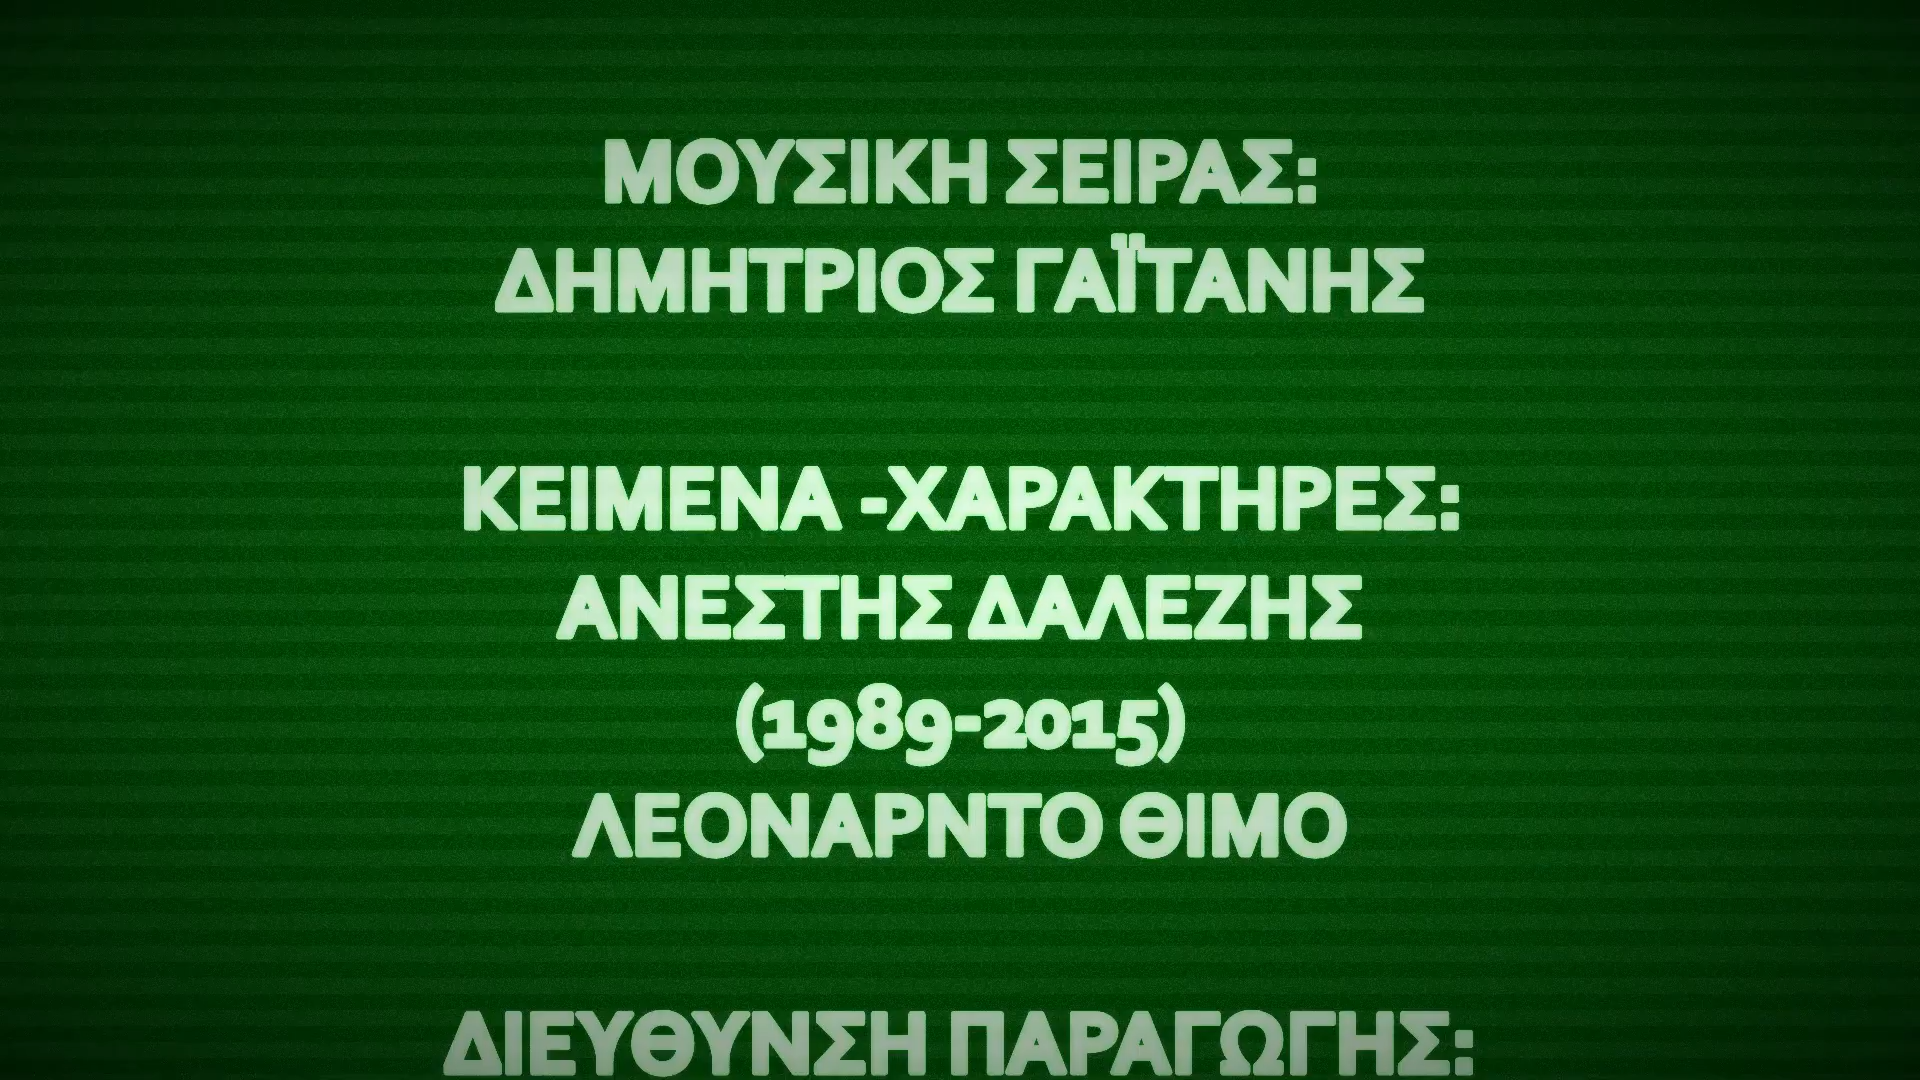 ΜΟΥΣΙΚΗ ΣΕΙΡΑΣ:
ΔΗΜΗΤΡΙΟΣ ΓΑΪΤΑΝΗΣ
ΚΕΙΜΕΝΑ -ΧΑΡΑΚΤΗΡΕΣ:
ΑΝΕΣΤΗΣ ΔΑΛΕΖΗΣ
(1989-2015)
ΛΕΟΝΑΡΝΤΟ ΘΙΜΟ
ΔΙΕΥΘΥΝΣΗ ΠΑΡΑΓΩΓΗΣ: